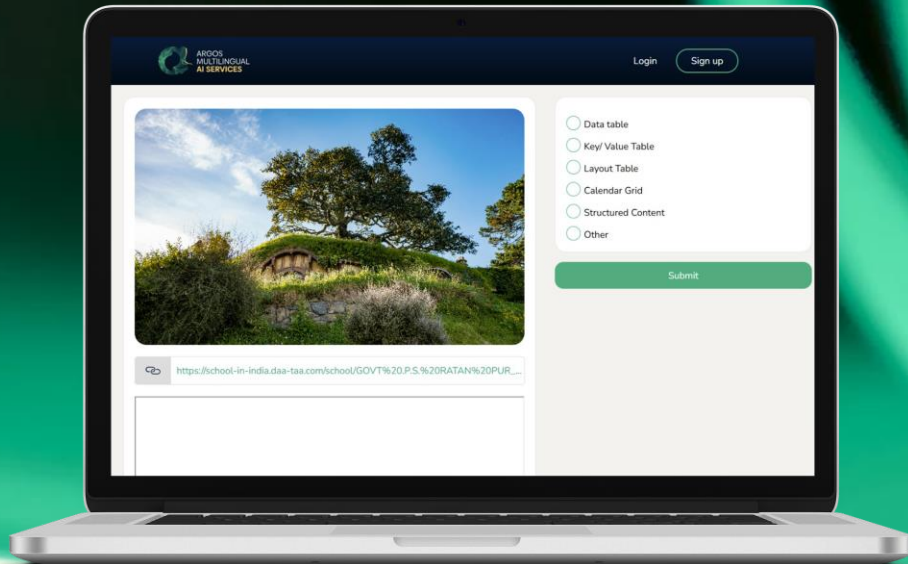 ARGOS
MULTILINGUAL
AI SERVICES
Login
Sign up
Data table
Key/ Value Table
Layout Table
Calendar Grid
Structured Content
Other
Submit
https://school-in-india.daa-taa.com/school/GOVT%20.P.S.%20RATAN%20PUR_...